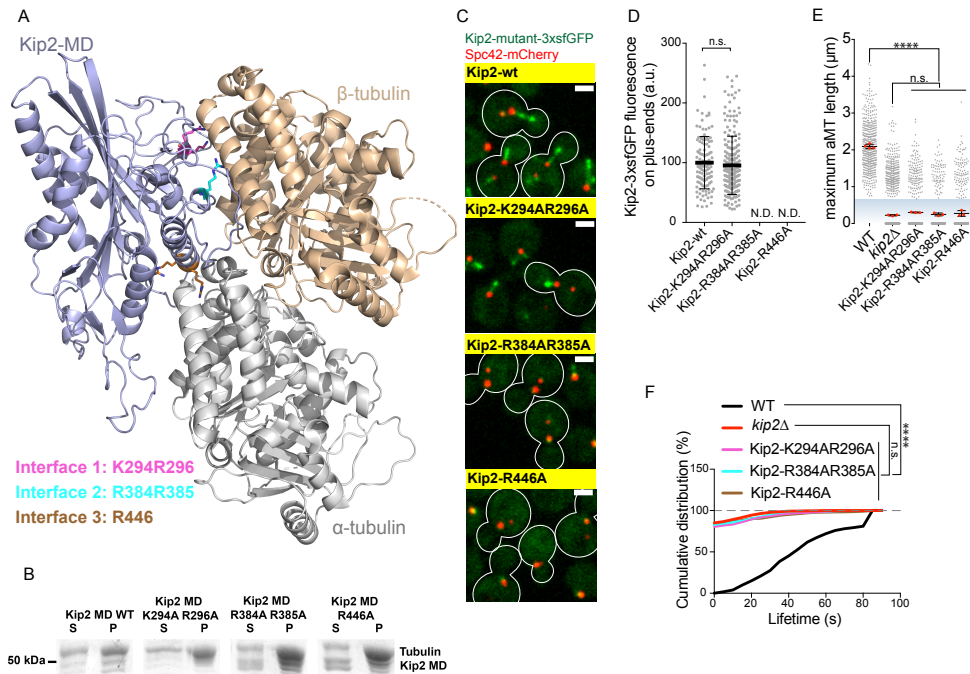 A
Kip2-MD
β-tubulin
α-tubulin
Interface 1: K294R296
Interface 2: R384R385
Interface 3: R446
B
Kip2 MD WT
S P
Kip2 MD
K294A R296A
S P
Kip2 MD
R384A R385A
S P
Kip2 MD
R446A
S P
50 kDa
Tubulin
Kip2 MD
C
Kip2-mutant-3xsfGFP
Spc42-mCherry
Kip2-wt
Kip2-K294AR296A
Kip2-R384AR385A
Kip2-R446A
D
Kip2-3xsfGFP fluorescence
on plus-ends (a.u.)
300
200
100
0
n.s.
N.D. N.D.
Kip2-wt
Kip2-K294AR296A
Kip2-R384AR385A
Kip2-R446A
E
maximum aMT length (μm)
5
4
3
2
1
0
****
n.s.
WT
kip2Δ
Kip2-K294AR296A
Kip2-R384AR385A
Kip2-R446A
F
WT
kip2Δ
Kip2-K294AR296A
Kip2-R384AR385A
Kip2-R446A
n.s.
****
Cumulative distribution (%)
150
100
50
0
0 20 40 60 80 100
Lifetime (s)